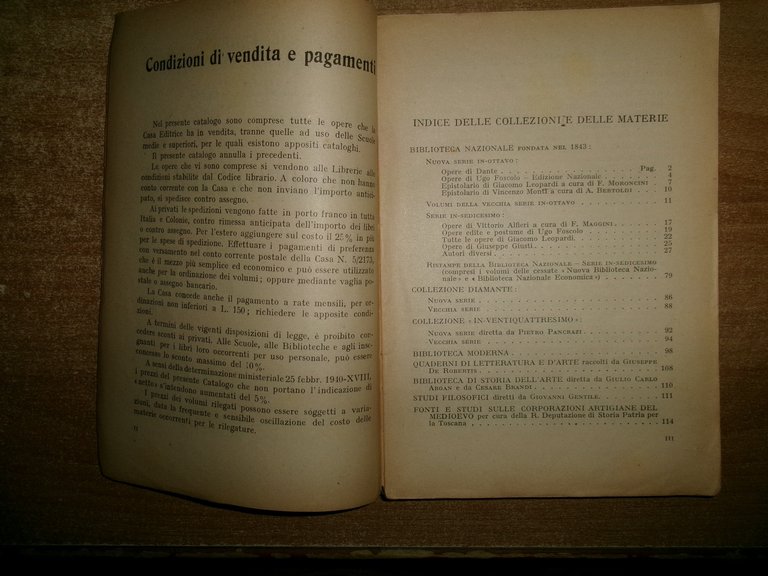 Condizioni di vendita e pagamenti
Nel presente catalogo sono comprese tutte le opere che la
Casa Editrice ha in vendita, tranne quelle ad uso delle Scuole
medie e superiori, per le quali esistono appositi cataloghi.
Il presente catalogo annulla i precedenti.
Le opere che vi sono comprese si vendono alle Librerie alle
condizioni stabilite dal Codice librario. A coloro che non hanno
conto corrente con la Casa e che non inviano l'importo antici-
pato, si spedisce contro assegno.
Ai privati le spedizioni vengono fatte in porto franco in tutta
Italia e Colonie, contro rimessa anticipata dell'importo dei libri
o contro assegno. Per l'estero aggiungere sul costo il 25% in più
per le spese di spedizione. Effettuare i pagamenti di preferenza
con versamento nel conto corrente postale della Casa N. 5/2173,
che è il mezzo più semplice ed economico e può essere utilizzato
anche per la ordinazione dei volumi; oppure mediante vaglia po-
stale o assegno bancario.
La Casa concede anche il pagamento a rate mensili, per or-
dinazioni non inferiori a L. 150; richiedere le apposite condi-
zioni.
A termini delle vigenti disposizioni di legge, è proibito con-
cedere sconti ai privati. Alle Scuole, alle Biblioteche e agli inse-
gnanti per i libri loro occorrenti per uso personale, può essere
concesso lo sconto massimo del 10%.
A sensi della determinazione ministeriale 25 febbr. 1940-XVIII,
i prezzi del presente Catalogo che non portano l'indicazione di
« netto » s'indendono aumentati del 5%.
I prezzi dei volumi rilegati possono essere soggetti a varia-
zioni, data la frequente e sensibile oscillazione del costo delle
materie occorrenti per le rilegature.
II
INDICE DELLE COLLEZIONI E DELLE MATERIE
BIBLIOTECA NAZIONALE FONDATA NEL 1843:
NUOVA SERIE IN-OTTAVO:
Opere di Dante . . . . . . . . . . . Pag. 2
Opere di Ugo Foscolo - Edizione Nazionale . . . . . 4
Epistolario di Giacomo Leopardi a cura di F. MORONCINI . 9
Epistolario di Vincenzo Monti a cura di A. BERTOLDI . . 10
VOLUMI DELLA VECCHIA SERIE IN-OTTAVO . . . . . . 11
SERIE IN-SEDICESIMO:
Opere di Vittorio Alfieri a cura di F. MAGGINI . . . . 17
Opere edite e postume di Ugo Foscolo . . . . . . 19
Tutte le opere di Giacomo Leopardi . . . . . . . 22
Opere di Giuseppe Giusti . . . . . . . . . . 25
Autori diversi . . . . . . . . . . . . . 27
RISTAMPE DELLA BIBLIOTECA NAZIONALE - SERIE IN-SEDICESIMO
(compresi i volumi delle cessate « Nuova Biblioteca Nazio-
nale » e « Biblioteca Nazionale Economica ») . . . . . 79
COLLEZIONE DIAMANTE:
NUOVA SERIE . . . . . . . . . . . . . . 86
VECCHIA SERIE . . . . . . . . . . . . . 88
COLLEZIONE « IN-VENTIQUATTRESIMO »:
NUOVA SERIE diretta da PIETRO PANCRAZI . . . . . . 92
VECCHIA SERIE . . . . . . . . . . . . . 94
BIBLIOTECA MODERNA . . . . . . . . . . . . 98
QUADERNI DI LETTERATURA E D'ARTE raccolti da GIUSEPPE
DE ROBERTIS . . . . . . . . . . . . . . 108
BIBLIOTECA DI STORIA DELL'ARTE diretta da GIULIO CARLO
ARGAN e da CESARE BRANDI . . . . . . . . . . 110
STUDI FILOSOFICI diretti da GIOVANNI GENTILE . . . . . 111
FONTI E STUDI SULLE CORPORAZIONI ARTIGIANE DEL
MEDIOEVO per cura della R. Deputazione di Storia Patria per
la Toscana . . . . . . . . . . . . . . . 114
III